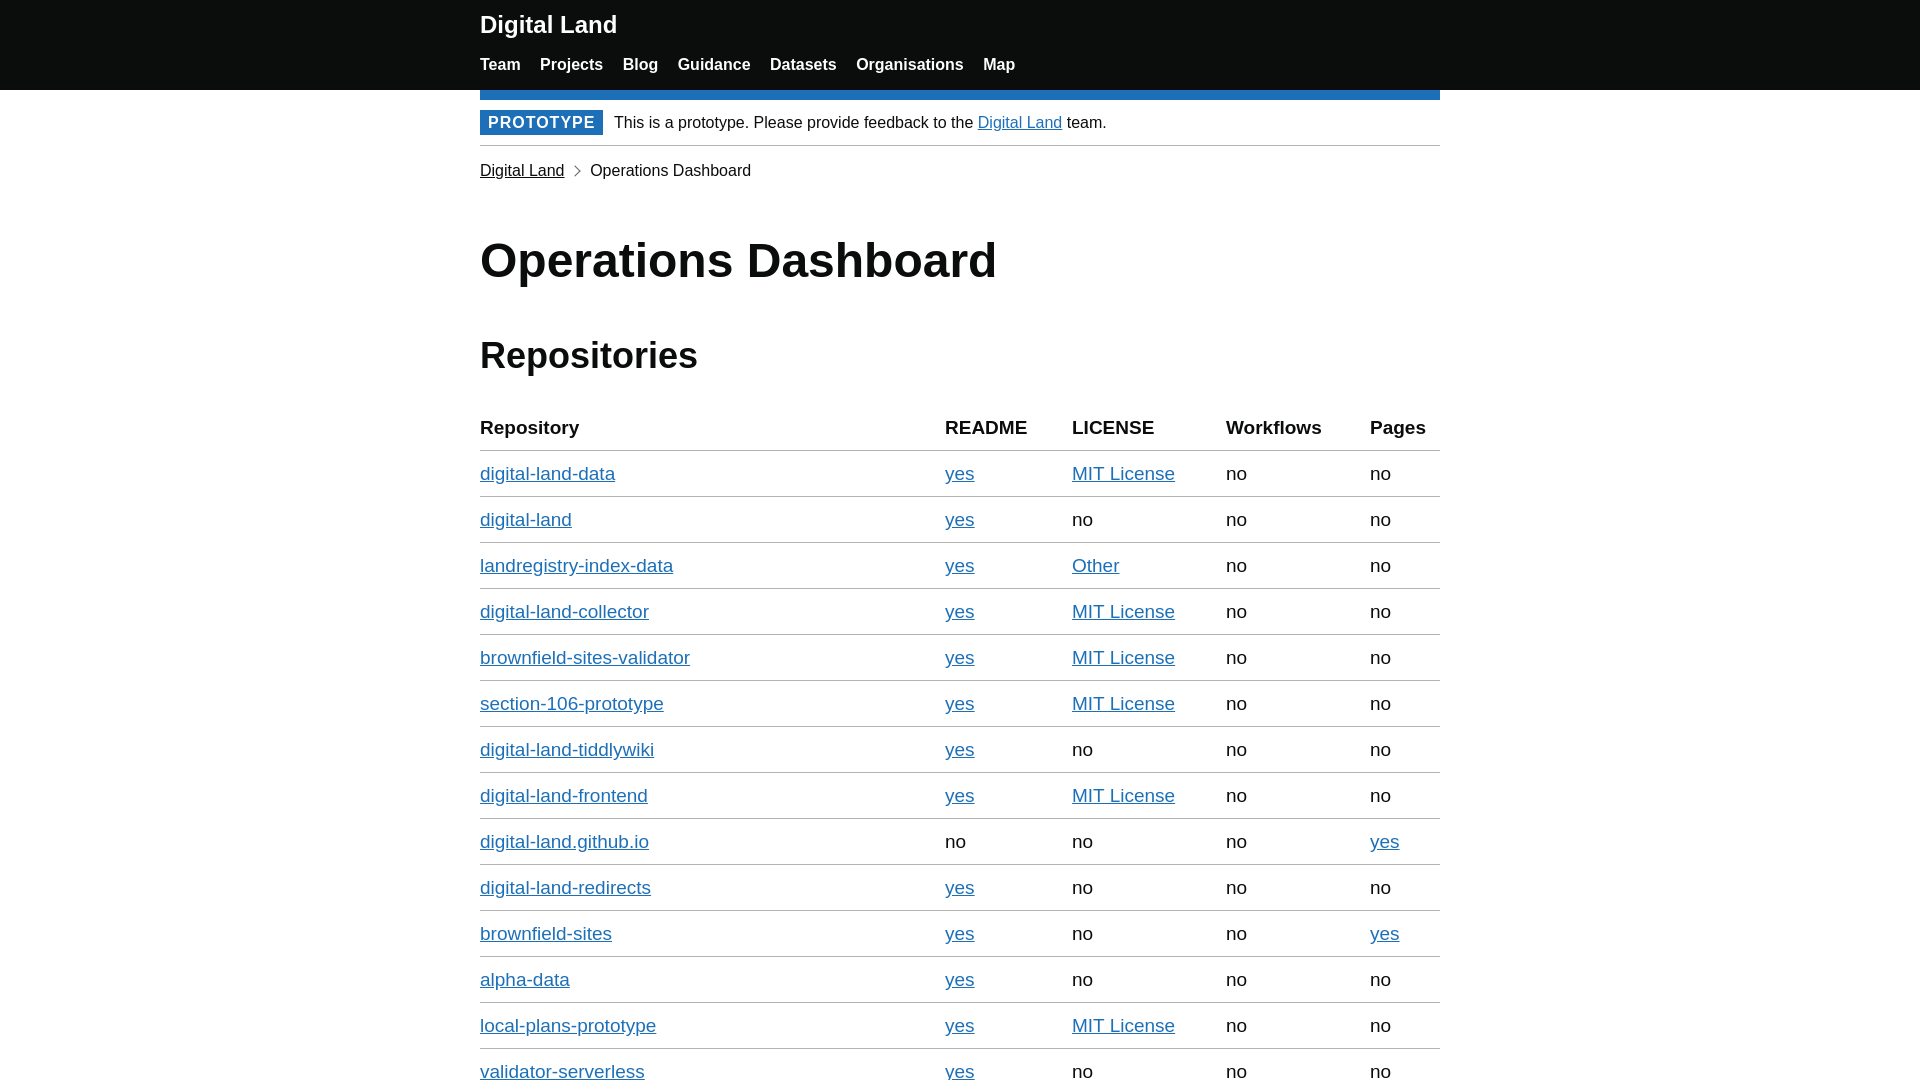 Digital Land
Team Projects Blog Guidance Datasets Organisations Map
PROTOTYPE This is a prototype. Please provide feedback to the Digital Land team.
Digital Land > Operations Dashboard
Operations Dashboard
Repositories
Repository README LICENSE Workflows Pages
digital-land-data yes MIT License no no
digital-land yes no no no
landregistry-index-data yes Other no no
digital-land-collector yes MIT License no no
brownfield-sites-validator yes MIT License no no
section-106-prototype yes MIT License no no
digital-land-tiddlywiki yes no no no
digital-land-frontend yes MIT License no no
digital-land.github.io no no no yes
digital-land-redirects yes no no no
brownfield-sites yes no no yes
alpha-data yes no no no
local-plans-prototype yes MIT License no no
validator-serverless yes no no no